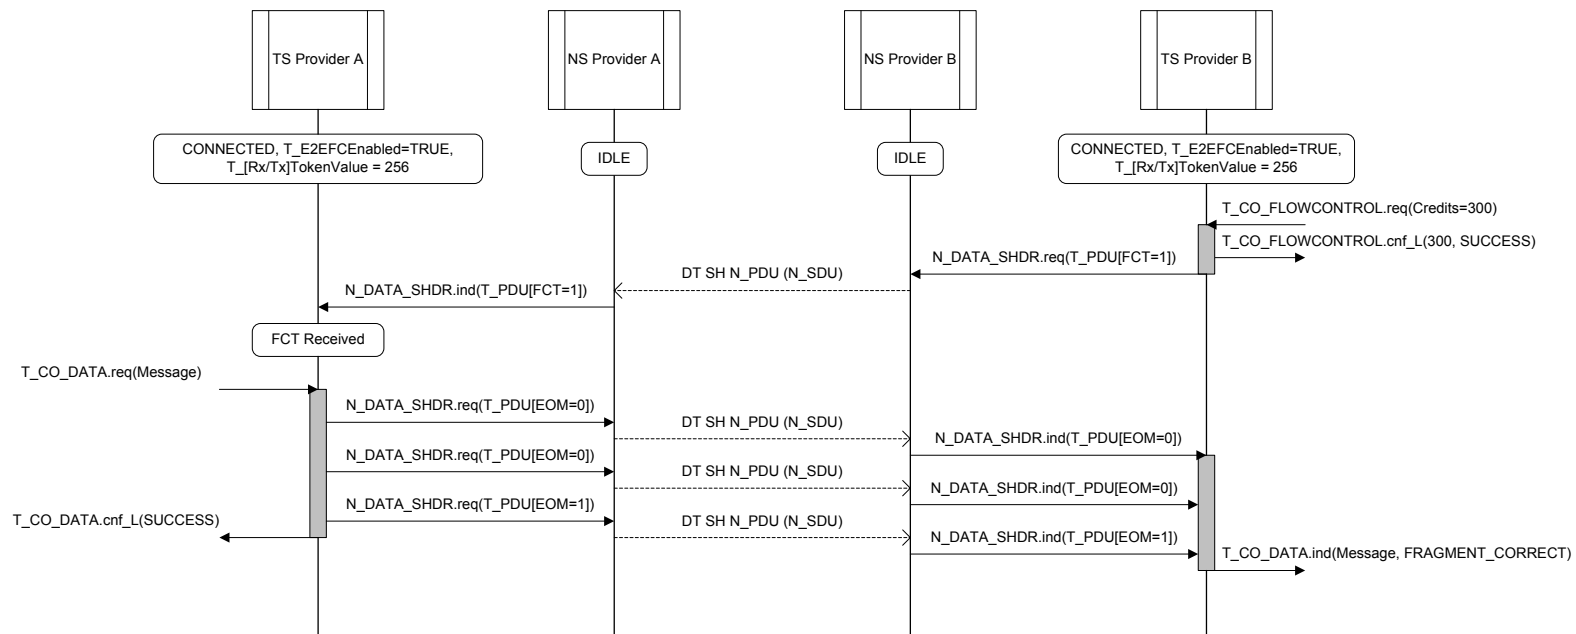 TS Provider A
NS Provider A
NS Provider B
TS Provider B
CONNECTED, T_E2EFCEnabled=TRUE,
T_[Rx/Tx]TokenValue = 256
IDLE
IDLE
CONNECTED, T_E2EFCEnabled=TRUE,
T_[Rx/Tx]TokenValue = 256
T_CO_FLOWCONTROL.req(Credits=300)
T_CO_FLOWCONTROL.cnf_L(300, SUCCESS)
N_DATA_SHDR.req(T_PDU[FCT=1])
DT SH N_PDU (N_SDU)
N_DATA_SHDR.ind(T_PDU[FCT=1])
FCT Received
T_CO_DATA.req(Message)
N_DATA_SHDR.req(T_PDU[EOM=0])
DT SH N_PDU (N_SDU)
N_DATA_SHDR.ind(T_PDU[EOM=0])
N_DATA_SHDR.req(T_PDU[EOM=0])
DT SH N_PDU (N_SDU)
N_DATA_SHDR.ind(T_PDU[EOM=0])
N_DATA_SHDR.req(T_PDU[EOM=1])
T_CO_DATA.cnf_L(SUCCESS)
DT SH N_PDU (N_SDU)
N_DATA_SHDR.ind(T_PDU[EOM=1])
T_CO_DATA.ind(Message, FRAGMENT_CORRECT)